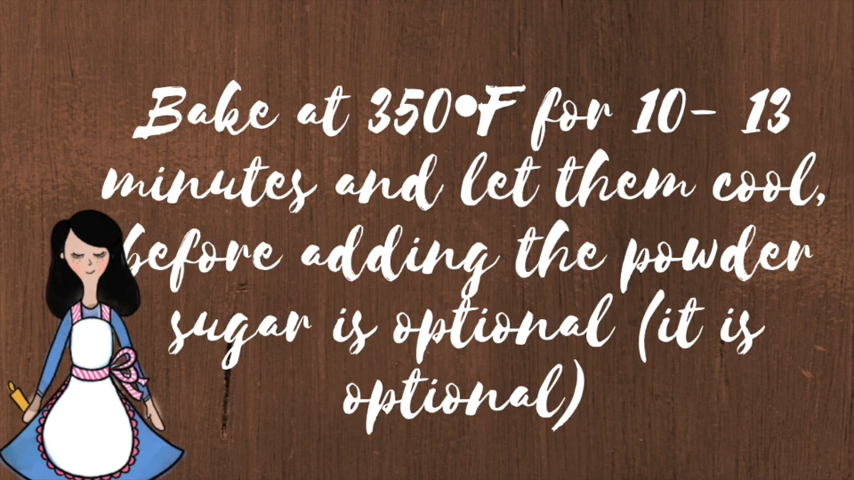 Bake at 350•F for 10- 13
minutes and let them cool,
before adding the powder
sugar is optional (it is
optional)